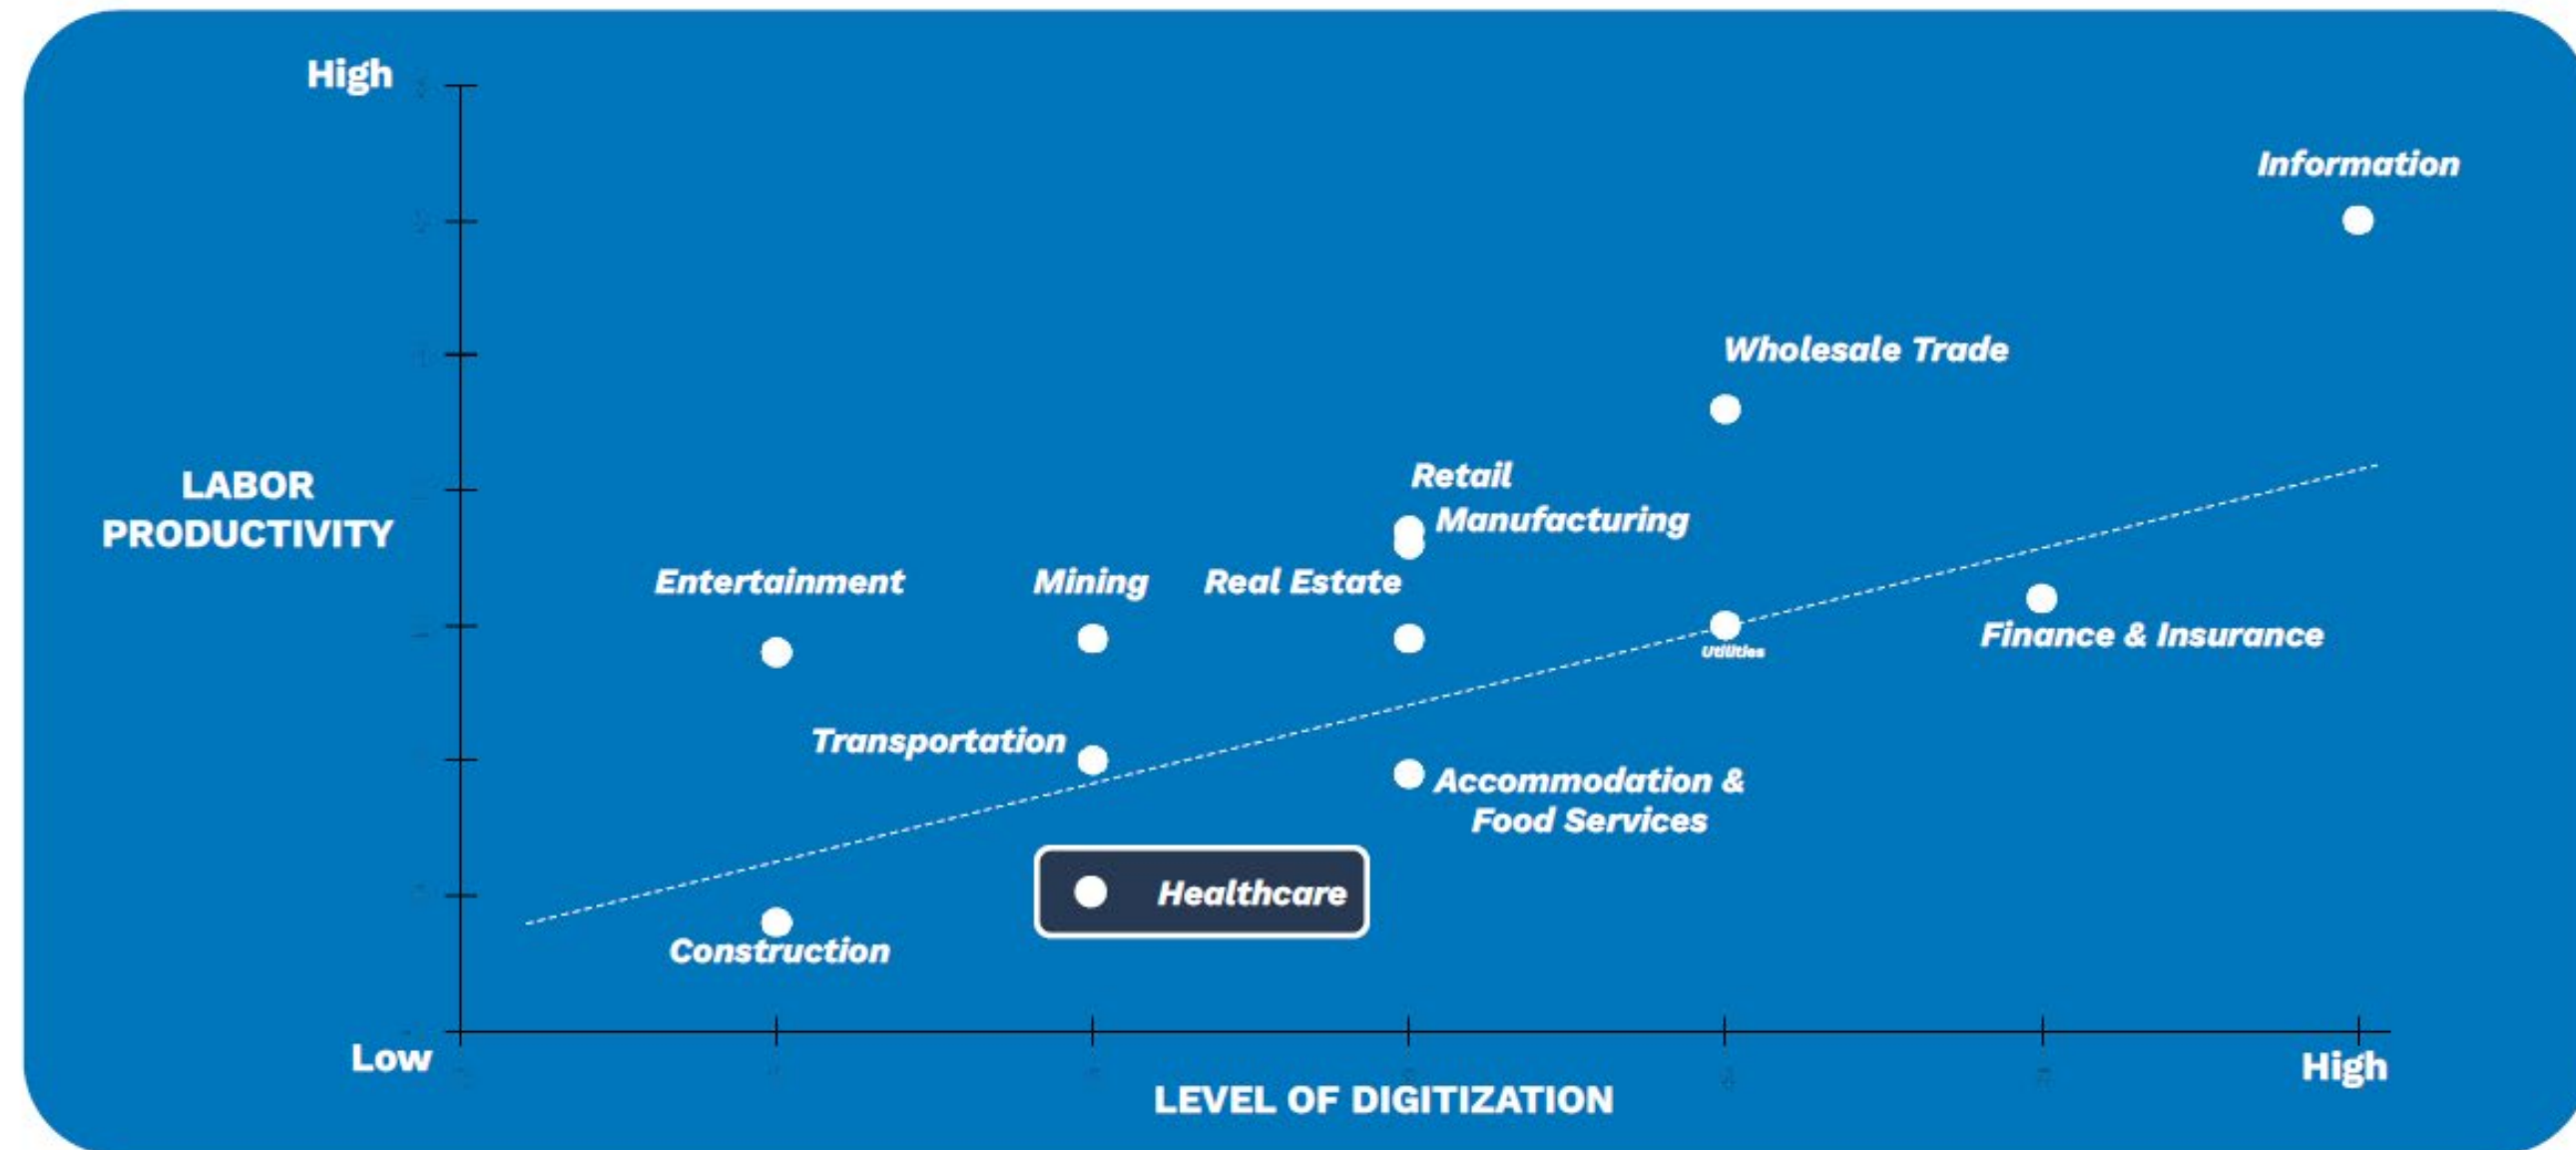 High
Information
Wholesale Trade
Retail
LABOR
PRODUCTIVITY
Manufacturing
Entertainment
Mining
Real Estate
Utilities
Finance & Insurance
Transportation
Accommodation &
Food Services
Healthcare
Construction
Low
High
LEVEL OF DIGITIZATION